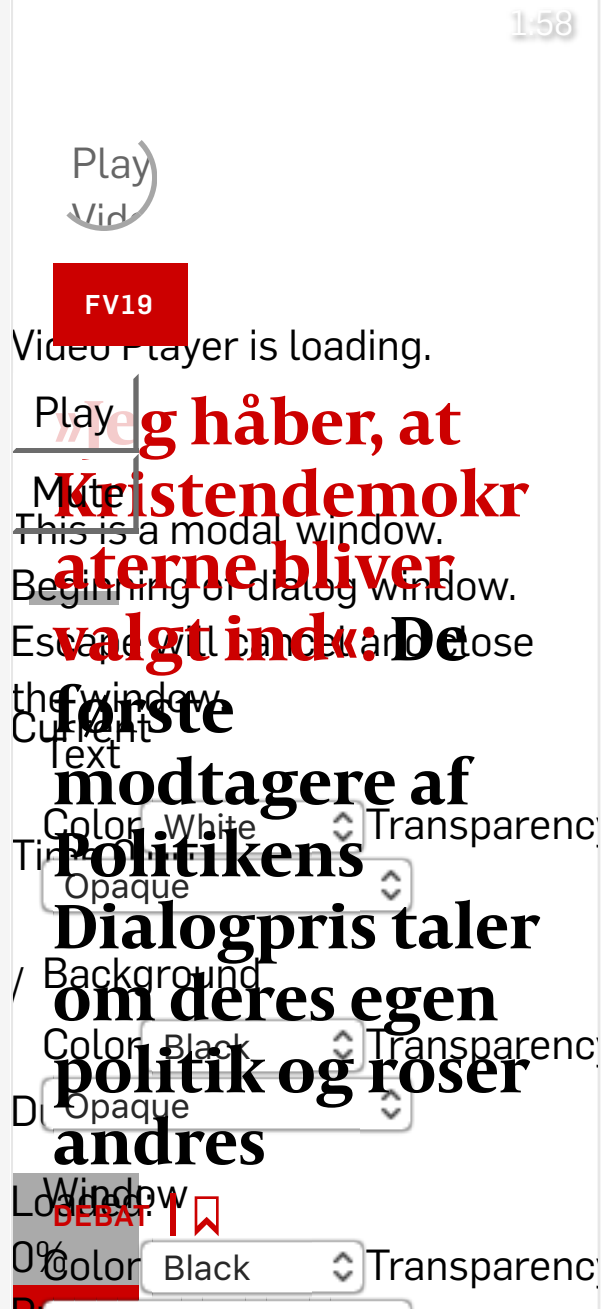 1:58
Play
Video
FV19
Video Player is loading.
Play
»Jeg håber, at
Mute
Kristendemokr
This is a modal window.
aterne bliver
Beginning of dialog window.
Escape will cancel and close
valgt ind«: De
the window.
første
Current
Text
modtagere af
Color White Transparency
Politikens
Opaque
Dialogpris taler
/
Background
om deres egen
Color Black Transparency
politik og roser
Opaque
andres
Window
Loaded:
DEBAT
0%
Color Black Transparency